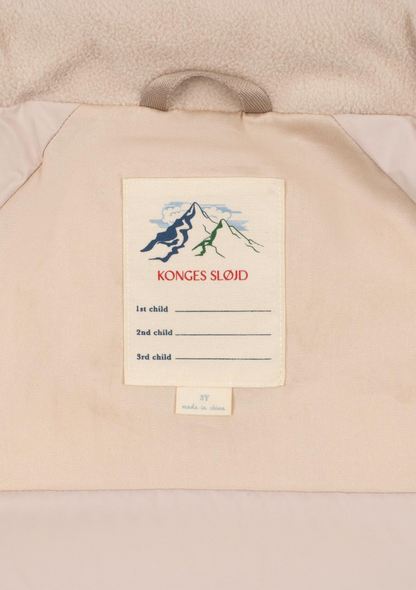 KONGES SLØJD
1st child
2nd child
3rd child
3Y
made in china